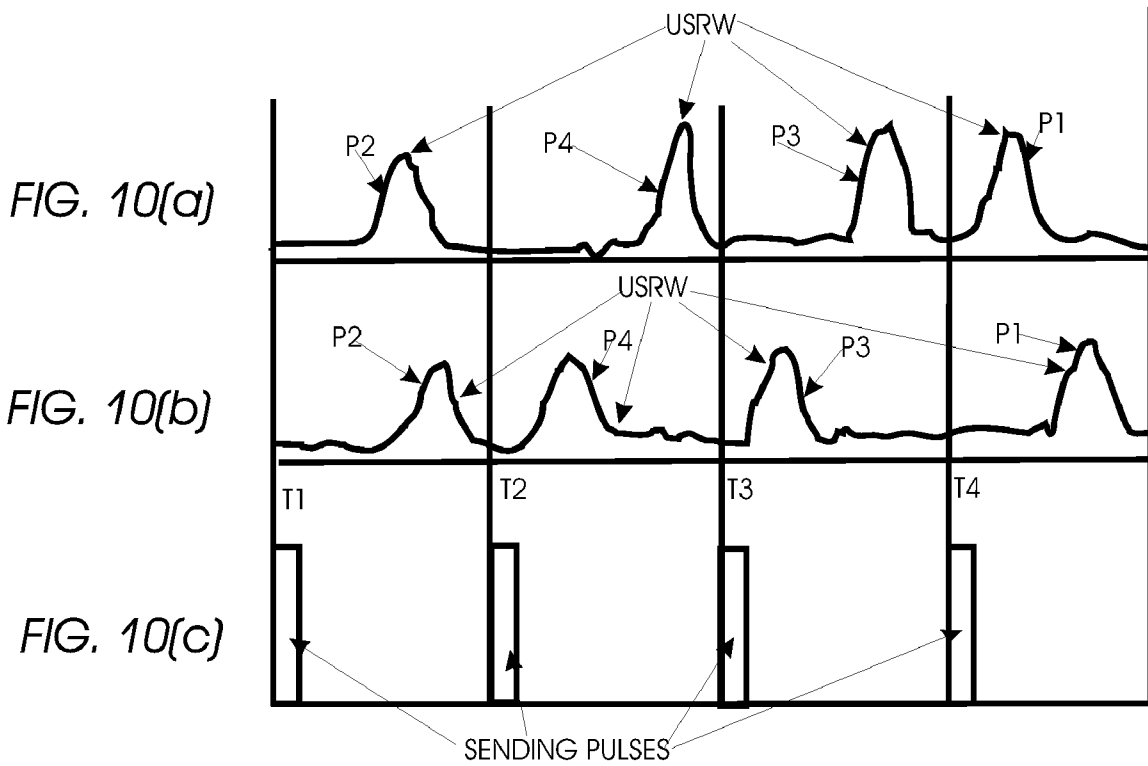 USRW
P2
P4
P3
P1
FIG. 10(a)
USRW
P2
P4
P3
P1
FIG. 10(b)
T1
T2
T3
T4
FIG. 10(c)
SENDING PULSES